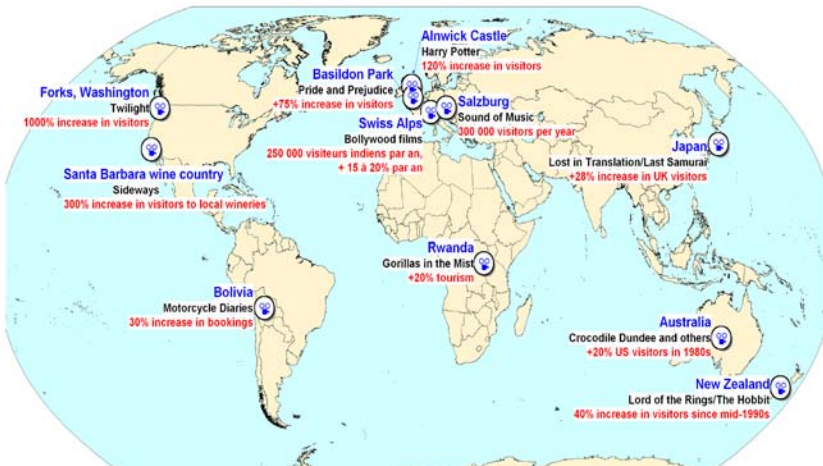 Alnwick Castle
Harry Potter
120% increase in visitors
Basildon Park
Pride and Prejudice
+75% increase in visitors
Forks, Washington
Twilight
1000% increase in visitors
Salzburg
Sound of Music
300 000 visitors per year
Swiss Alps
Bollywood films
250 000 visiteurs indiens par an,
+ 15 à 20% par an
Japan
Lost in Translation/Last Samurai
+28% increase in UK visitors
Santa Barbara wine country
Sideways
300% increase in visitors to local wineries
Rwanda
Gorillas in the Mist
+20% tourism
Bolivia
Motorcycle Diaries
30% increase in bookings
Australia
Crocodile Dundee and others
+20% US visitors in 1980s
New Zealand
Lord of the Rings/The Hobbit
40% increase in visitors since mid-1990s